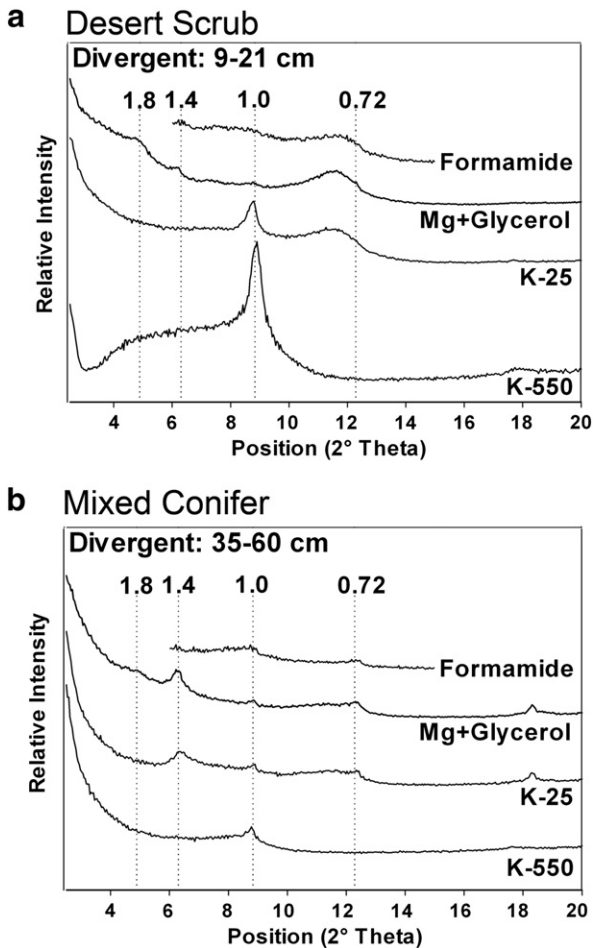 a Desert Scrub
Divergent: 9-21 cm
1.8 1.4 1.0 0.72
Formamide
Mg+Glycerol
K-25
K-550
Relative Intensity
4 6 8 10 12 14 16 18 20
Position (2° Theta)
b Mixed Conifer
Divergent: 35-60 cm
1.8 1.4 1.0 0.72
Formamide
Mg+Glycerol
K-25
K-550
Relative Intensity
4 6 8 10 12 14 16 18 20
Position (2° Theta)